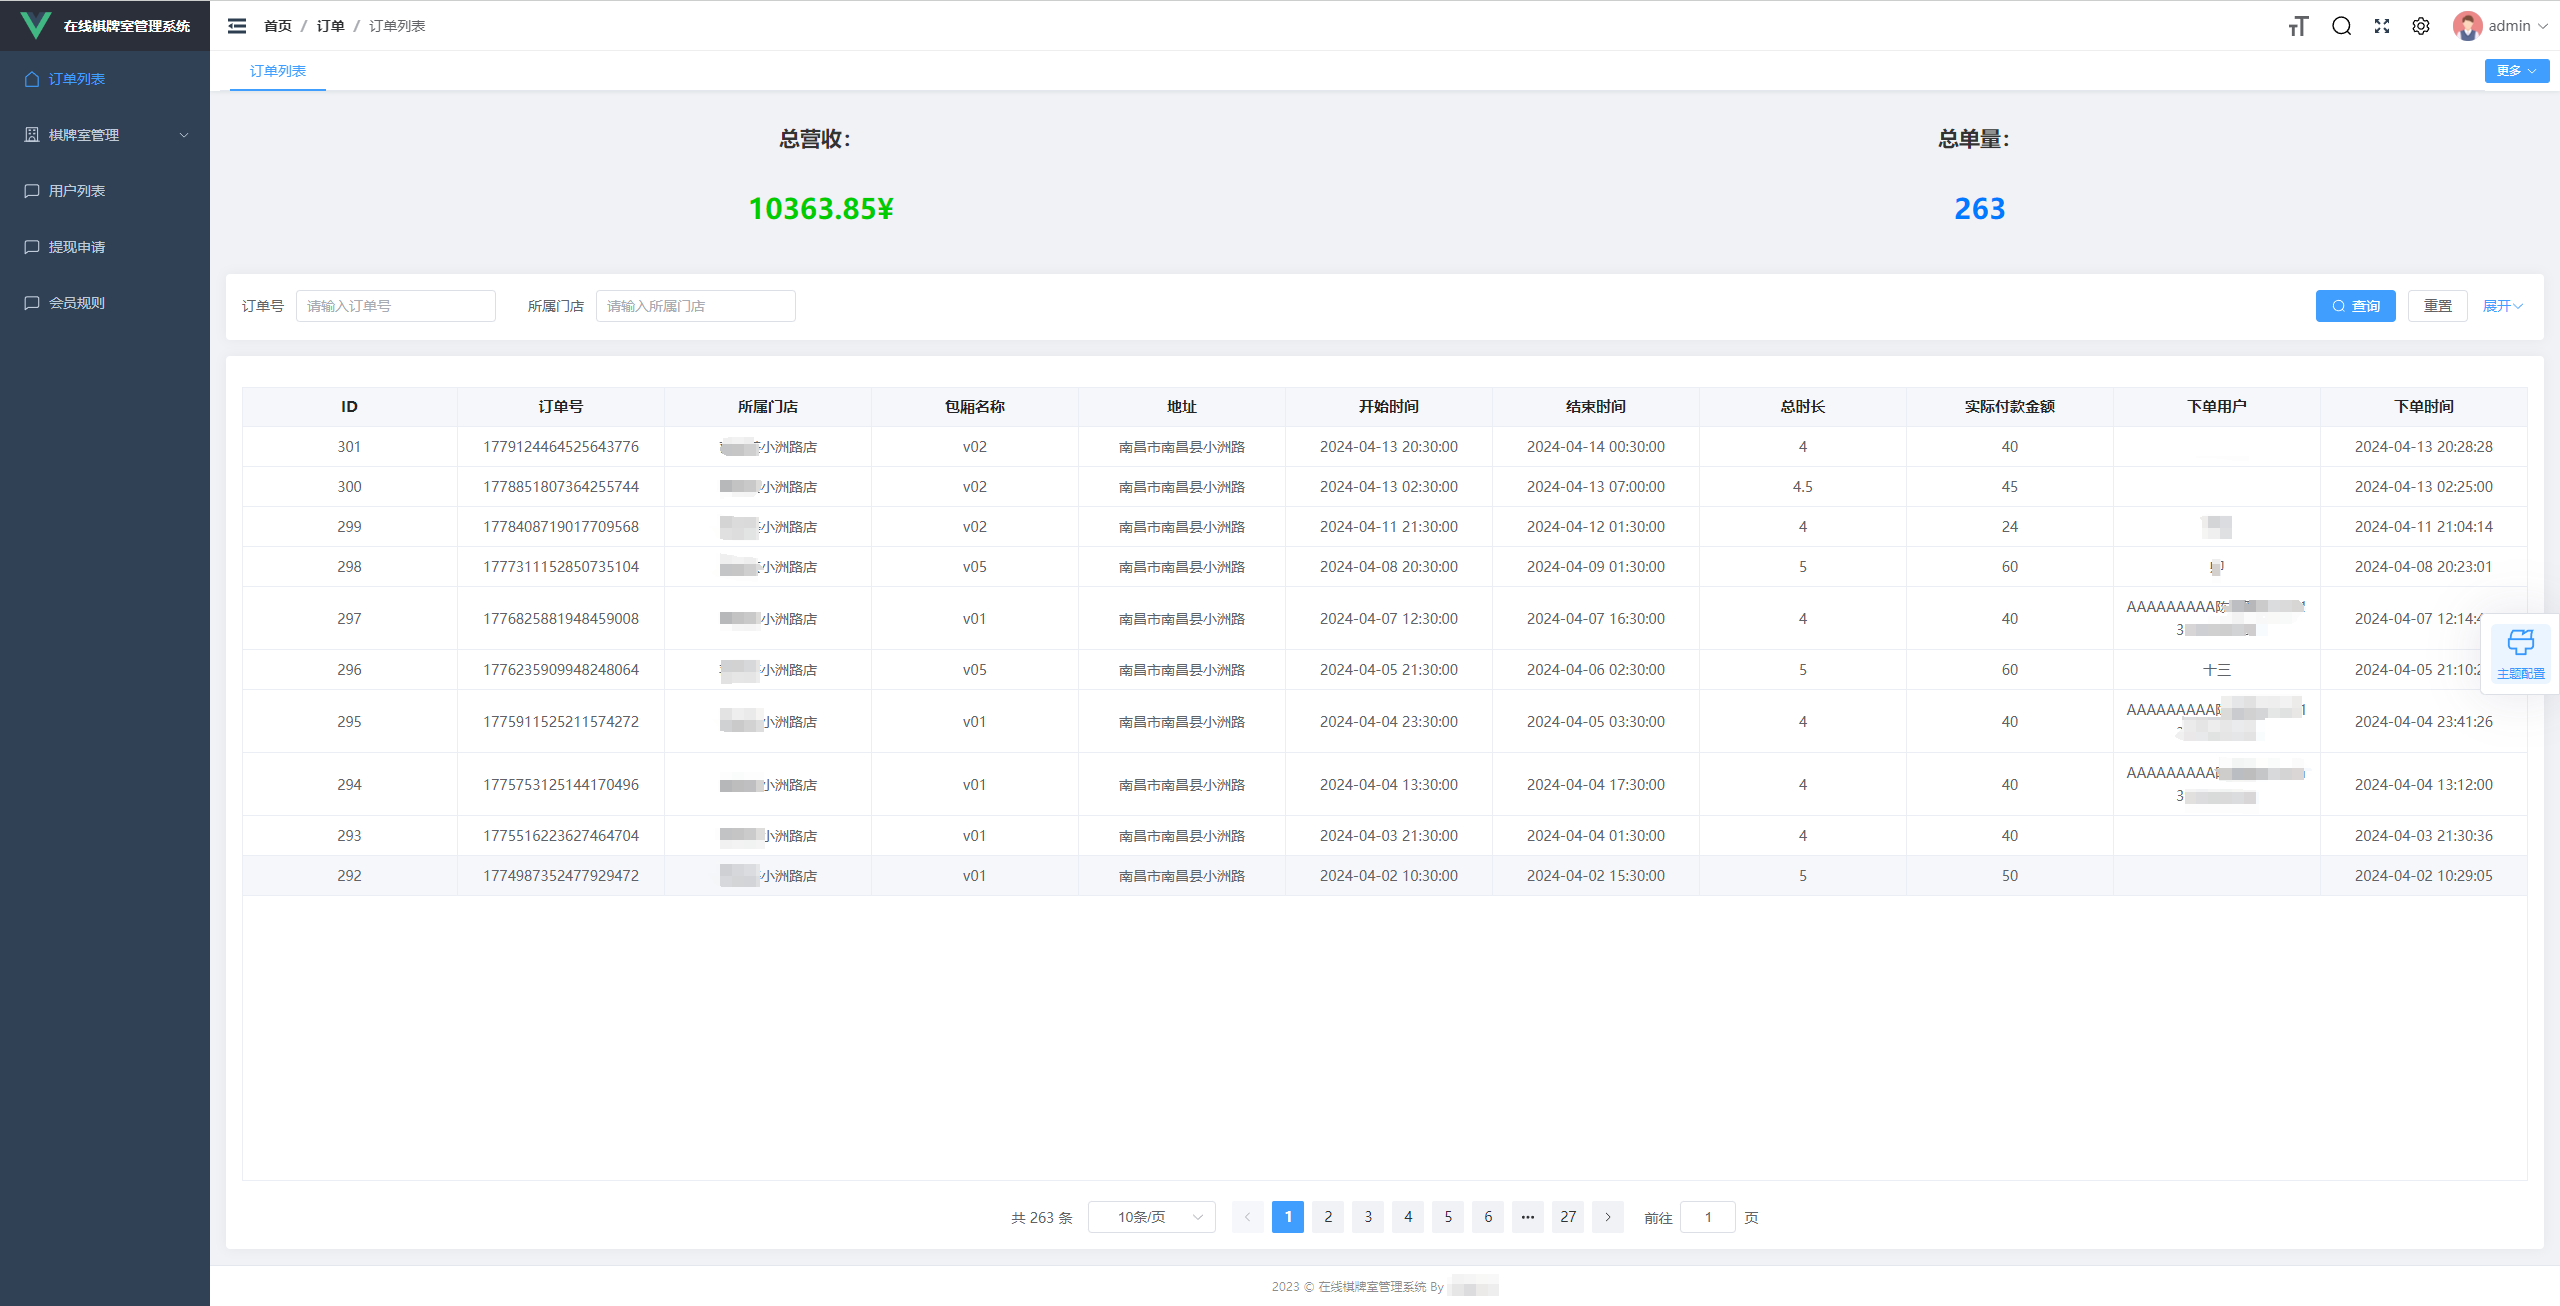 在线棋牌室管理系统
首页 / 订单 / 订单列表
admin
订单列表
棋牌室管理
用户列表
提现申请
会员规则
订单列表
更多
总营收：
总单量：
10363.85¥
263
订单号 请输入订单号 所属门店 请输入所属门店 查询 重置 展开
ID 订单号 所属门店 包厢名称 地址 开始时间 结束时间 总时长 实际付款金额 下单用户 下单时间
301 1779124464525643776 小洲路店 v02 南昌市南昌县小洲路 2024-04-13 20:30:00 2024-04-14 00:30:00 4 40 2024-04-13 20:28:28
300 1778851807364255744 小洲路店 v02 南昌市南昌县小洲路 2024-04-13 02:30:00 2024-04-13 07:00:00 4.5 45 2024-04-13 02:25:00
299 1778408719017709568 小洲路店 v02 南昌市南昌县小洲路 2024-04-11 21:30:00 2024-04-12 01:30:00 4 24 2024-04-11 21:04:14
298 1777311152850735104 小洲路店 v05 南昌市南昌县小洲路 2024-04-08 20:30:00 2024-04-09 01:30:00 5 60 2024-04-08 20:23:01
297 1776825881948459008 小洲路店 v01 南昌市南昌县小洲路 2024-04-07 12:30:00 2024-04-07 16:30:00 4 40 AAAAAAAAA陈 2024-04-07 12:14:
3
296 1776235909948248064 小洲路店 v05 南昌市南昌县小洲路 2024-04-05 21:30:00 2024-04-06 02:30:00 5 60 十三 2024-04-05 21:10:
主题配置
295 1775911525211574272 小洲路店 v01 南昌市南昌县小洲路 2024-04-04 23:30:00 2024-04-05 03:30:00 4 40 AAAAAAAAA 2024-04-04 23:41:26
294 1775753125144170496 小洲路店 v01 南昌市南昌县小洲路 2024-04-04 13:30:00 2024-04-04 17:30:00 4 40 AAAAAAAAA 2024-04-04 13:12:00
3
293 1775516223627464704 小洲路店 v01 南昌市南昌县小洲路 2024-04-03 21:30:00 2024-04-04 01:30:00 4 40 2024-04-03 21:30:36
292 1774987352477929472 小洲路店 v01 南昌市南昌县小洲路 2024-04-02 10:30:00 2024-04-02 15:30:00 5 50 2024-04-02 10:29:05
共 263 条 10条/页 1 2 3 4 5 6 ••• 27 前往 1 页
2023 © 在线棋牌室管理系统 By